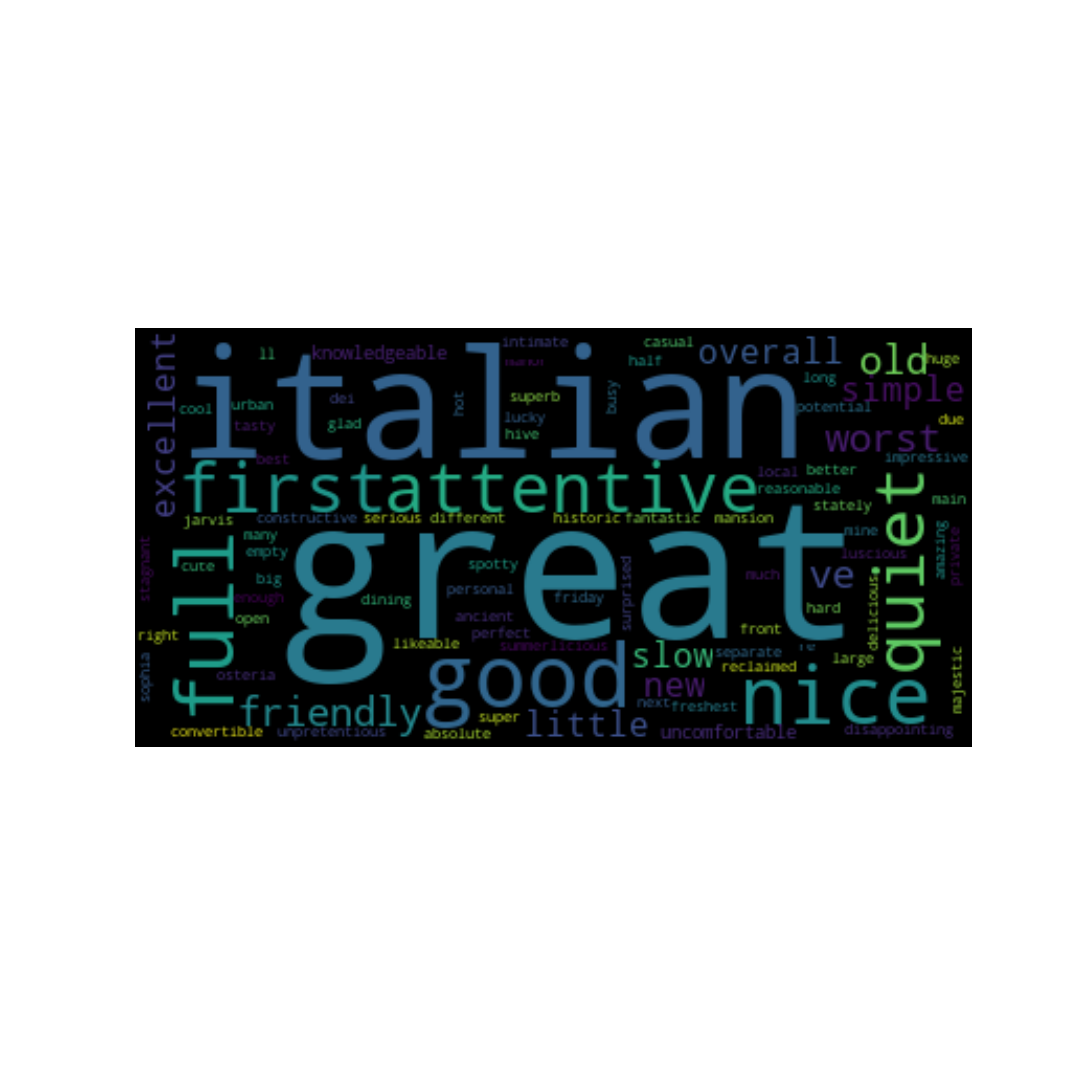 excellent
ll
italian
knowledgeable
intimate
casual
half
overall
old
huge
long
simple
cool
urban
tasty
dei
glad
hot
superb
lucky
hive
busy
potential
due
worst
best
first
attentive
local
better
impressive
reasonable
jarvis
constructive
serious
different
historic
fantastic
mansion
stately
main
quiet
stagnant
full
many
empty
cute
big
enough
open
great
spotty
personal
friday
surprised
much
ve
mine
luscious
amazing
private
dining
ancient
perfect
hard
delicious
right
likeable
summerlicious
front
slow
separate
large
reclaimed
sophia
osteria
good
new
nice
majestic
friendly
super
little
next
freshest
convertible
unpretentious
absolute
uncomfortable
disappointing